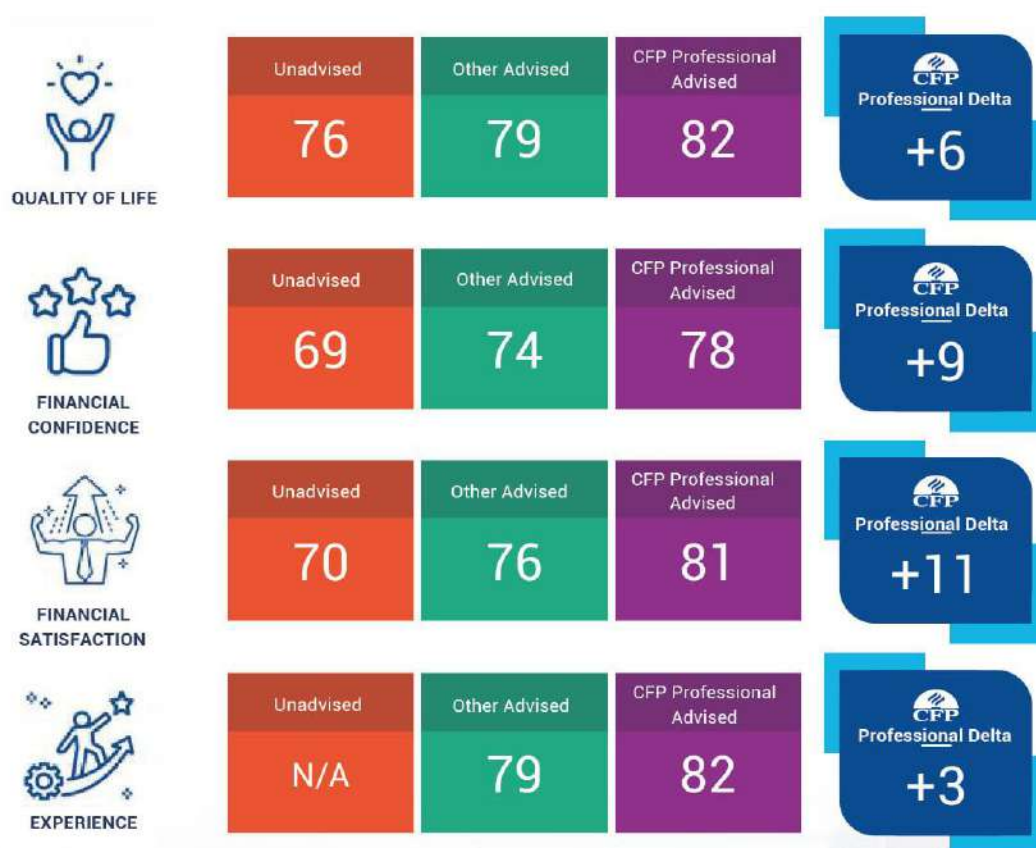 Unadvised
76
Other Advised
79
CFP Professional
Advised
82
CFP
Professional Delta
+6
QUALITY OF LIFE
Unadvised
69
Other Advised
74
CFP Professional
Advised
78
CFP
Professional Delta
+9
FINANCIAL
CONFIDENCE
Unadvised
70
Other Advised
76
CFP Professional
Advised
81
CFP
Professional Delta
+11
FINANCIAL
SATISFACTION
Unadvised
N/A
Other Advised
79
CFP Professional
Advised
82
CFP
Professional Delta
+3
EXPERIENCE